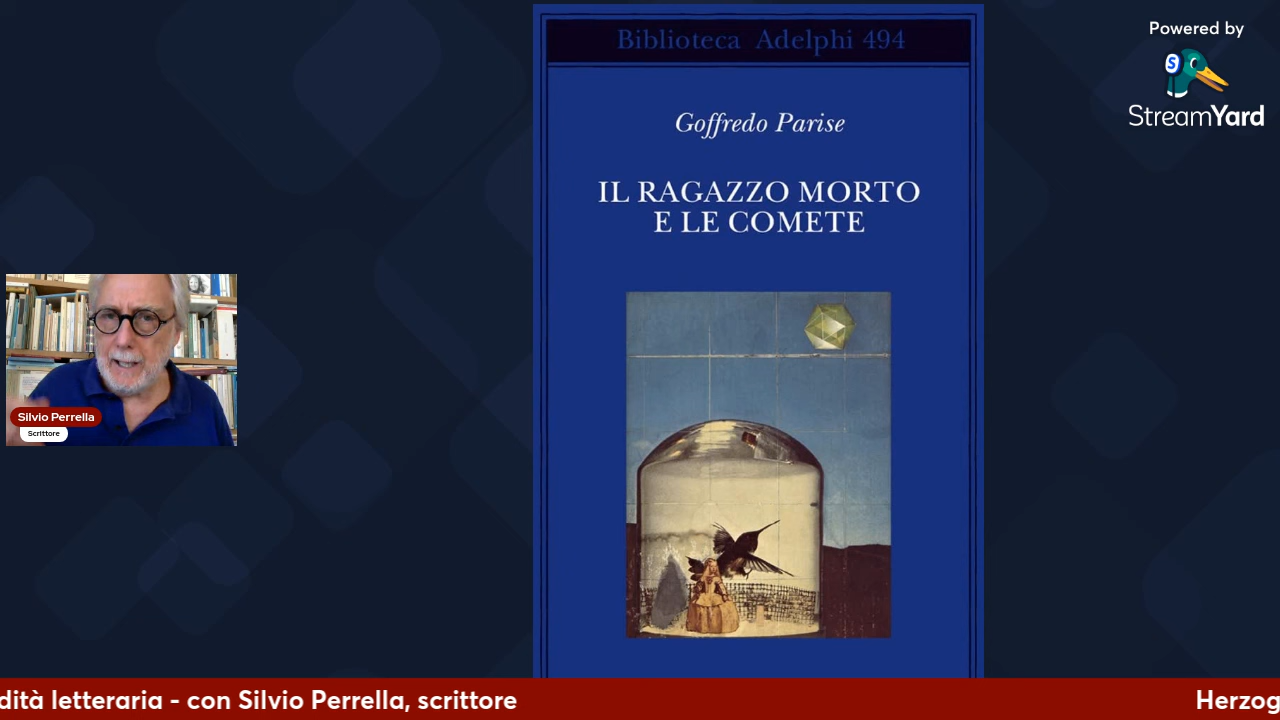 Powered by
StreamYard
Biblioteca Adelphi 494
Goffredo Parise
IL RAGAZZO MORTO
E LE COMETE
Silvio Perrella
Scrittore
dità letteraria - con Silvio Perrella, scrittore
Herzog